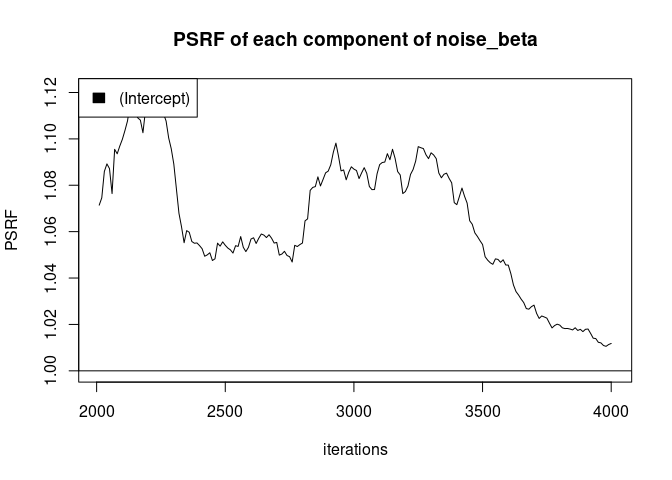 PSRF of each component of noise_beta
(Intercept)
PSRF
1.12
1.10
1.08
1.06
1.04
1.02
1.00
2000 2500 3000 3500 4000
iterations